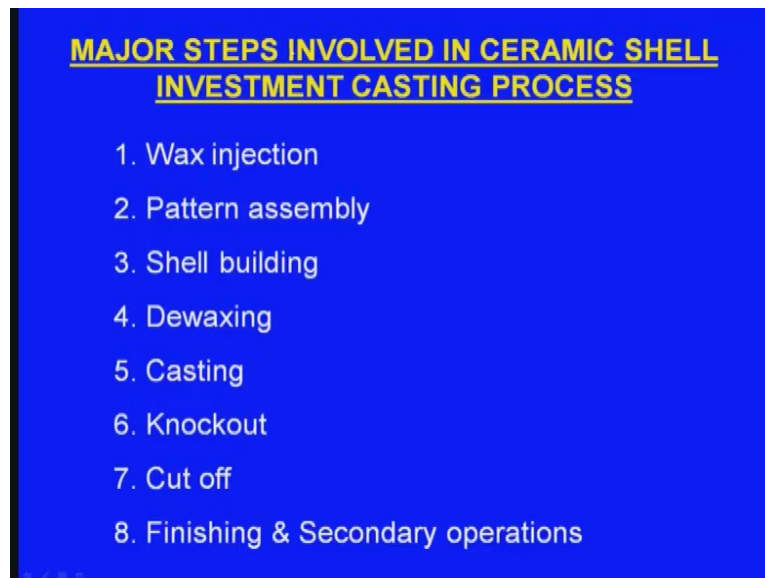 MAJOR STEPS INVOLVED IN CERAMIC SHELL
INVESTMENT CASTING PROCESS
1. Wax injection
2. Pattern assembly
3. Shell building
4. Dewaxing
5. Casting
6. Knockout
7. Cut off
8. Finishing & Secondary operations